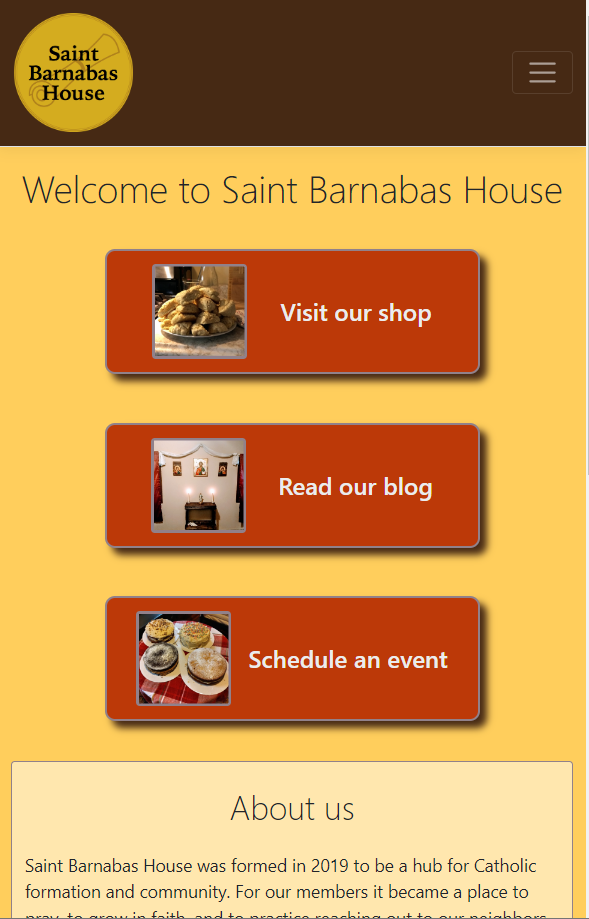 Saint
Barnabas
House
Welcome to Saint Barnabas House
Visit our shop
Read our blog
Schedule an event
About us
Saint Barnabas House was formed in 2019 to be a hub for Catholic
formation and community. For our members it became a place to
pray, to grow in faith, and to practice reaching out to our neighbors